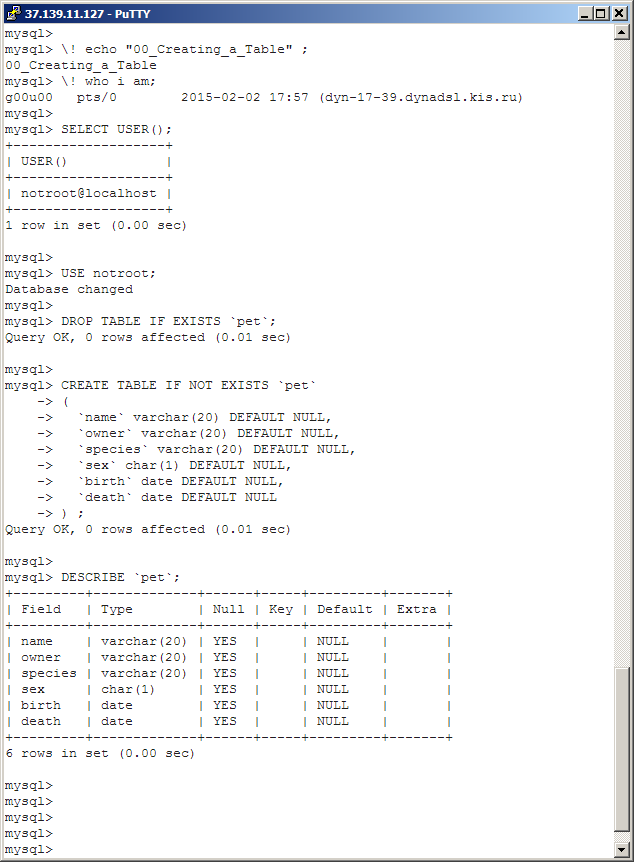 37.139.11.127 - PuTTY
mysql>
mysql> \! echo "00_Creating_a_Table" ;
00_Creating_a_Table
mysql> \! who i am;
g00u00   pts/0        2015-02-02 17:57 (dyn-17-39.dynadsl.kis.ru)
mysql>
mysql> SELECT USER();
+-------------------+
| USER()            |
+-------------------+
| notroot@localhost |
+-------------------+
1 row in set (0.00 sec)
mysql>
mysql> USE notroot;
Database changed
mysql>
mysql> DROP TABLE IF EXISTS `pet`;
Query OK, 0 rows affected (0.01 sec)
mysql>
mysql> CREATE TABLE IF NOT EXISTS `pet`
    -> (
    ->   `name` varchar(20) DEFAULT NULL,
    ->   `owner` varchar(20) DEFAULT NULL,
    ->   `species` varchar(20) DEFAULT NULL,
    ->   `sex` char(1) DEFAULT NULL,
    ->   `birth` date DEFAULT NULL,
    ->   `death` date DEFAULT NULL
    -> ) ;
Query OK, 0 rows affected (0.01 sec)
mysql>
mysql> DESCRIBE `pet`;
+---------+-------------+------+-----+---------+-------+
| Field   | Type        | Null | Key | Default | Extra |
+---------+-------------+------+-----+---------+-------+
| name    | varchar(20) | YES  |     | NULL    |       |
| owner   | varchar(20) | YES  |     | NULL    |       |
| species | varchar(20) | YES  |     | NULL    |       |
| sex     | char(1)     | YES  |     | NULL    |       |
| birth   | date        | YES  |     | NULL    |       |
| death   | date        | YES  |     | NULL    |       |
+---------+-------------+------+-----+---------+-------+
6 rows in set (0.00 sec)
mysql>
mysql>
mysql>
mysql>
mysql>